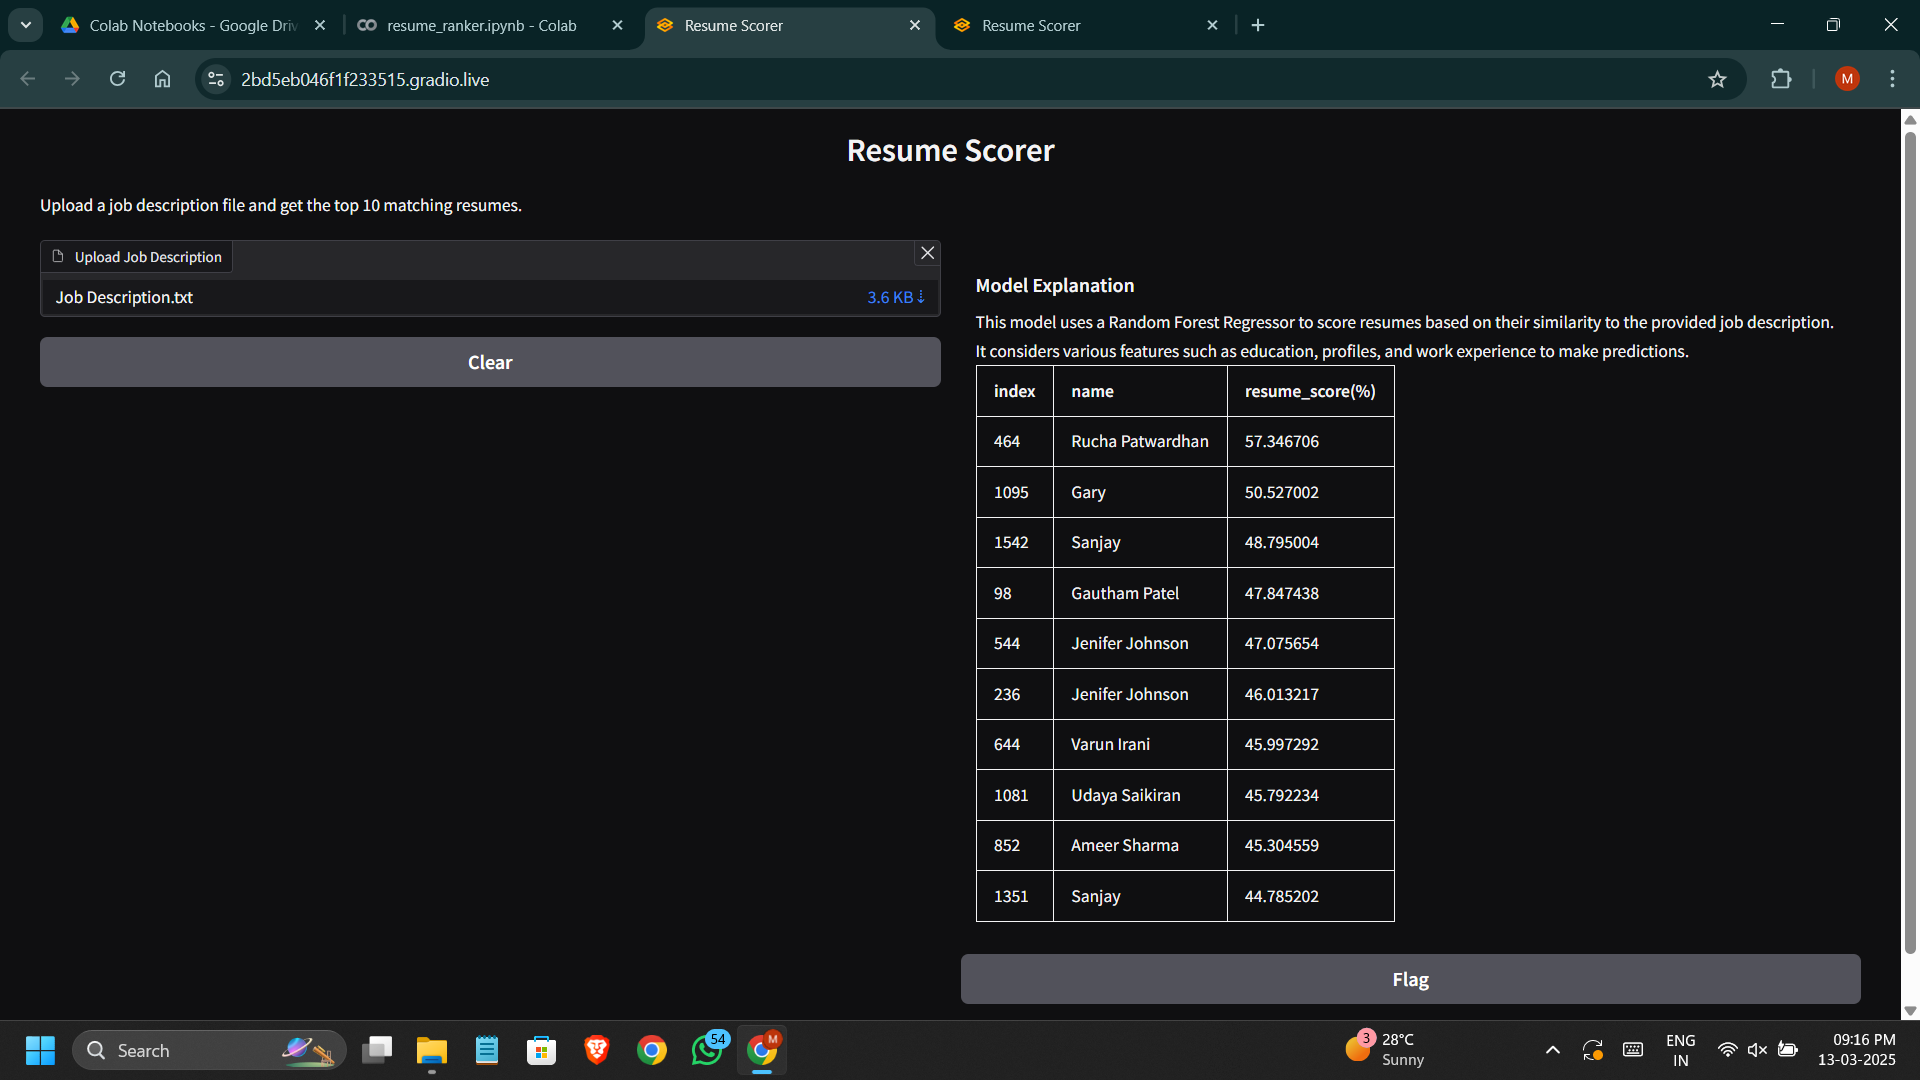 Colab Notebooks - Google Driv
resume_ranker.ipynb - Colab
Resume Scorer
Resume Scorer
2bd5eb046f1f233515.gradio.live
M
Resume Scorer
Upload a job description file and get the top 10 matching resumes.
Upload Job Description
Job Description.txt
3.6 KB ⇣
Clear
Model Explanation
This model uses a Random Forest Regressor to score resumes based on their similarity to the provided job description.
It considers various features such as education, profiles, and work experience to make predictions.
index name resume_score(%)
464 Rucha Patwardhan 57.346706
1095 Gary 50.527002
1542 Sanjay 48.795004
98 Gautham Patel 47.847438
544 Jenifer Johnson 47.075654
236 Jenifer Johnson 46.013217
644 Varun Irani 45.997292
1081 Udaya Saikiran 45.792234
852 Ameer Sharma 45.304559
1351 Sanjay 44.785202
Flag
Search
54
M
3
28°C
Sunny
ENG
IN
09:16 PM
13-03-2025